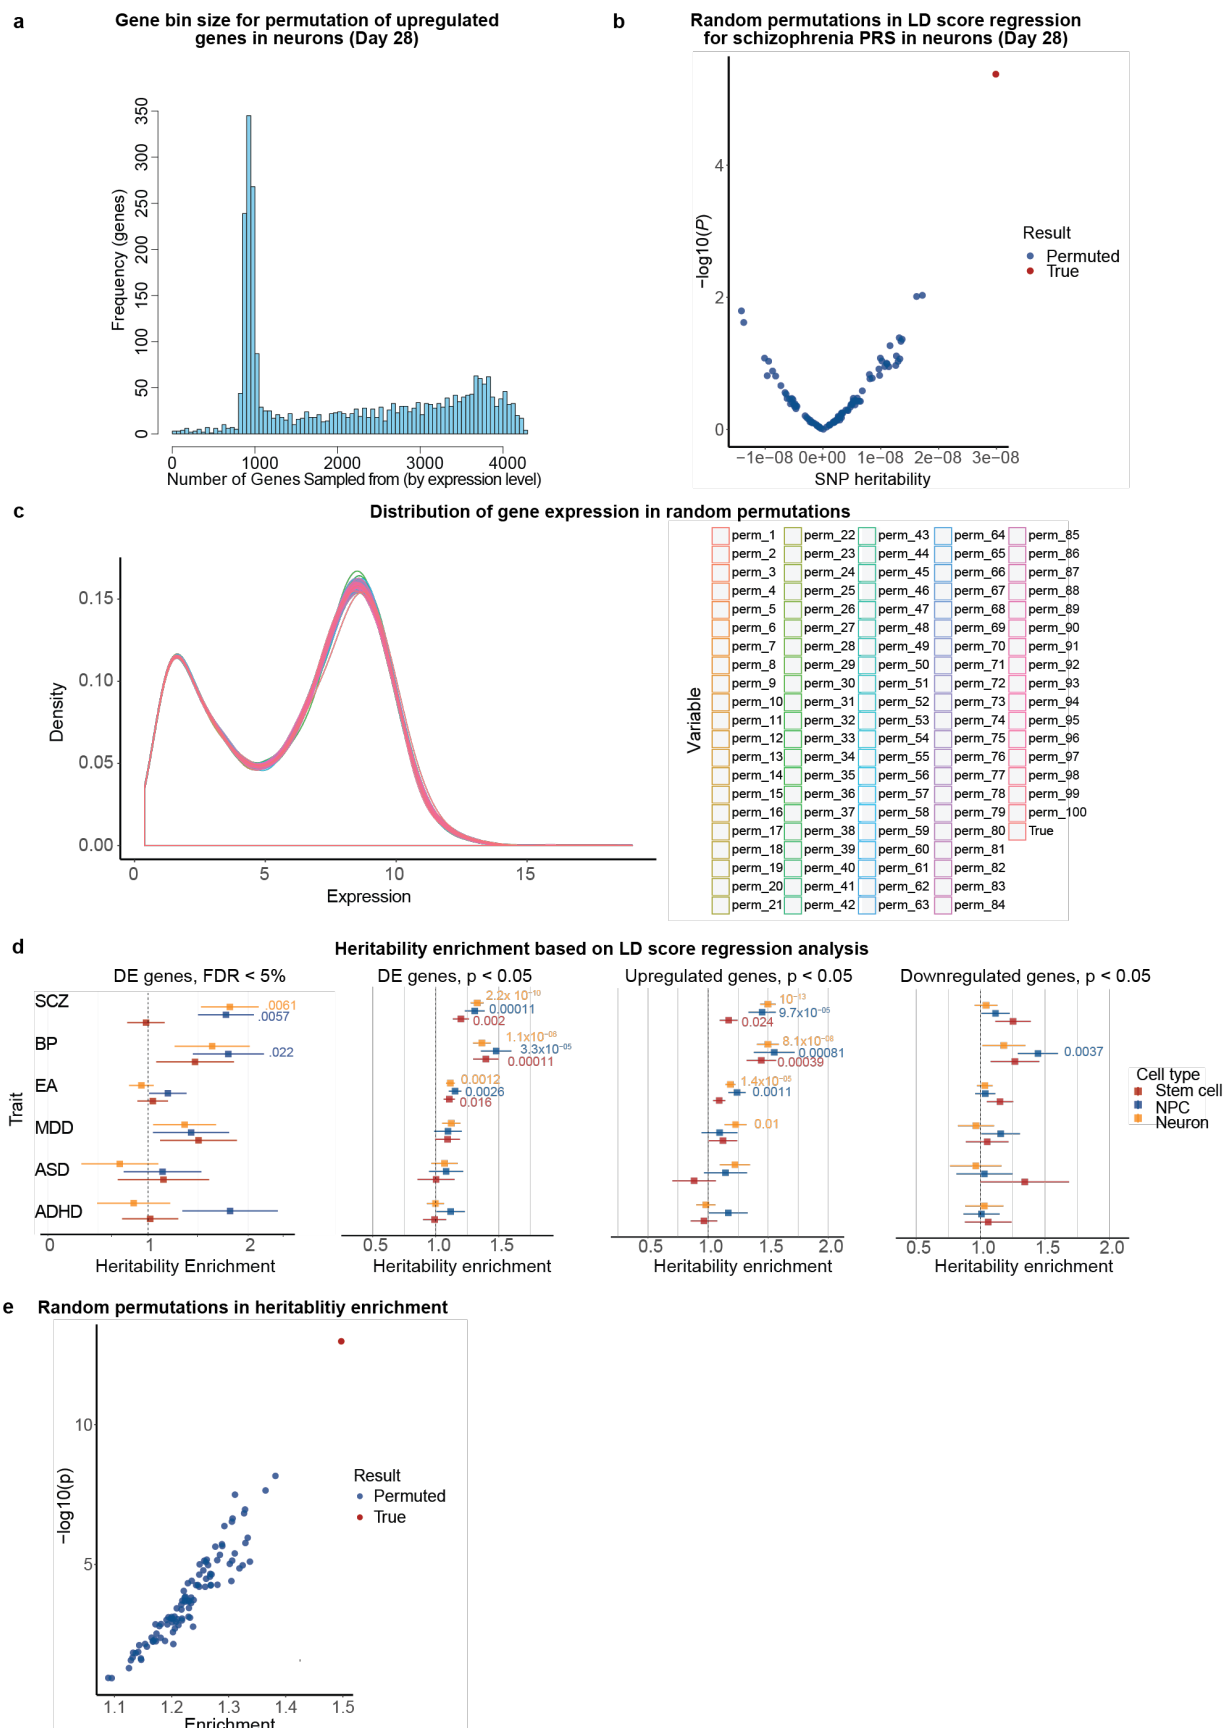 a
Gene bin size for permutation of upregulated
genes in neurons (Day 28)
Frequency (genes)
350
300
250
200
150
100
50
0
0 1000 2000 3000 4000
Number of Genes Sampled from (by expression level)
b
Random permutations in LD score regression
for schizophrenia PRS in neurons (Day 28)
−log10(P)
4
2
0
−1e−08 0e+00 1e−08 2e−08 3e−08
SNP heritability
Result
Permuted
True
c
Distribution of gene expression in random permutations
Density
0.15
0.10
0.05
0.00
0 5 10 15
Expression
Variable
perm_1 perm_22 perm_43 perm_64 perm_85
perm_2 perm_23 perm_44 perm_65 perm_86
perm_3 perm_24 perm_45 perm_66 perm_87
perm_4 perm_25 perm_46 perm_67 perm_88
perm_5 perm_26 perm_47 perm_68 perm_89
perm_6 perm_27 perm_48 perm_69 perm_90
perm_7 perm_28 perm_49 perm_70 perm_91
perm_8 perm_29 perm_50 perm_71 perm_92
perm_9 perm_30 perm_51 perm_72 perm_93
perm_10 perm_31 perm_52 perm_73 perm_94
perm_11 perm_32 perm_53 perm_74 perm_95
perm_12 perm_33 perm_54 perm_75 perm_96
perm_13 perm_34 perm_55 perm_76 perm_97
perm_14 perm_35 perm_56 perm_77 perm_98
perm_15 perm_36 perm_57 perm_78 perm_99
perm_16 perm_37 perm_58 perm_79 perm_100
perm_17 perm_38 perm_59 perm_80 True
perm_18 perm_39 perm_60 perm_81
perm_19 perm_40 perm_61 perm_82
perm_20 perm_41 perm_62 perm_83
perm_21 perm_42 perm_63 perm_84
d
Heritability enrichment based on LD score regression analysis
DE genes, FDR < 5%
Trait
SCZ
BP
EA
MDD
ASD
ADHD
.0061
.0057
.022
0 1 2
Heritability Enrichment
DE genes, p < 0.05
2.2x 10⁻¹⁰
0.00011
0.002
1.1x10⁻⁰⁸
3.3x10⁻⁰⁵
0.00011
0.0012
0.0026
0.016
0.5 1.0 1.5
Heritability enrichment
Upregulated genes, p < 0.05
10⁻¹³
9.7x10⁻⁰⁵
0.024
8.1x10⁻⁰⁸
0.00081
0.00039
1.4x10⁻⁰⁵
0.0011
0.01
0.5 1.0 1.5 2.0
Heritability enrichment
Downregulated genes, p < 0.05
0.0037
0.5 1.0 1.5 2.0
Heritability enrichment
Cell type
Stem cell
NPC
Neuron
e
Random permutations in heritablitiy enrichment
−log10(p)
10
5
1.1 1.2 1.3 1.4 1.5
Enrichment
Result
Permuted
True